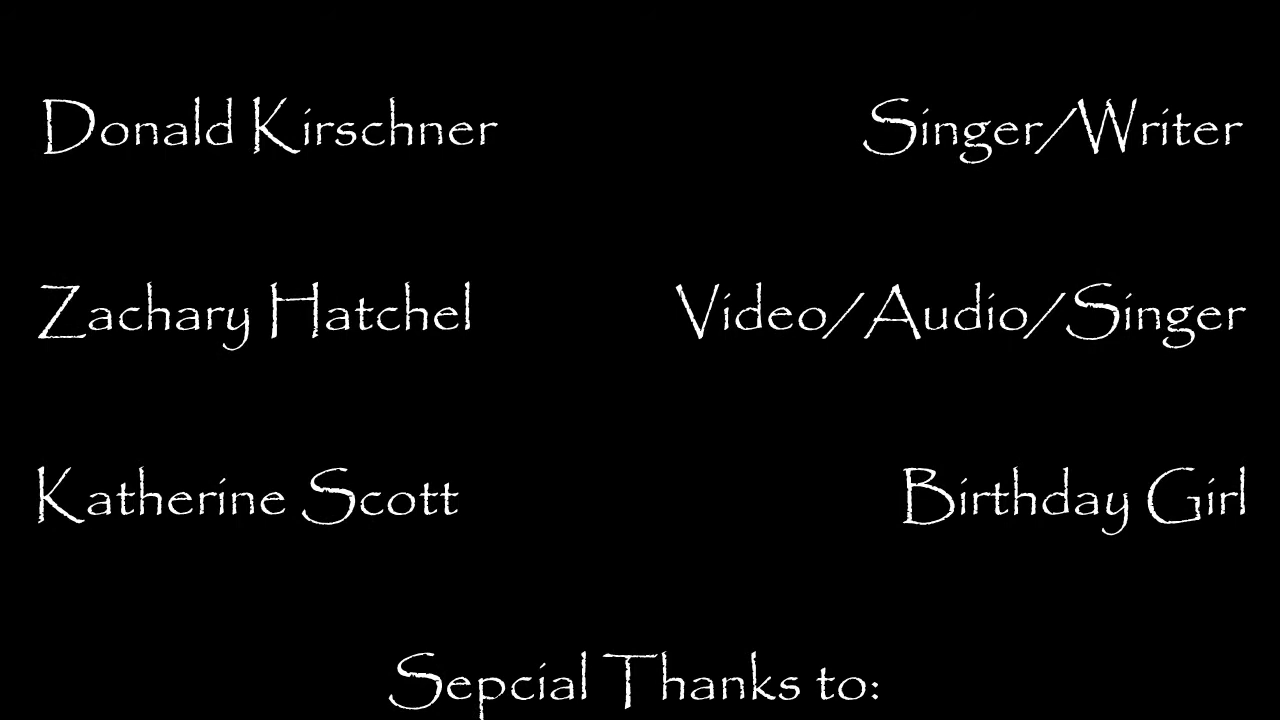 Donald Kirschner Singer/Writer
Zachary Hatchel Video/Audio/Singer
Katherine Scott Birthday Girl
Sepcial Thanks to: